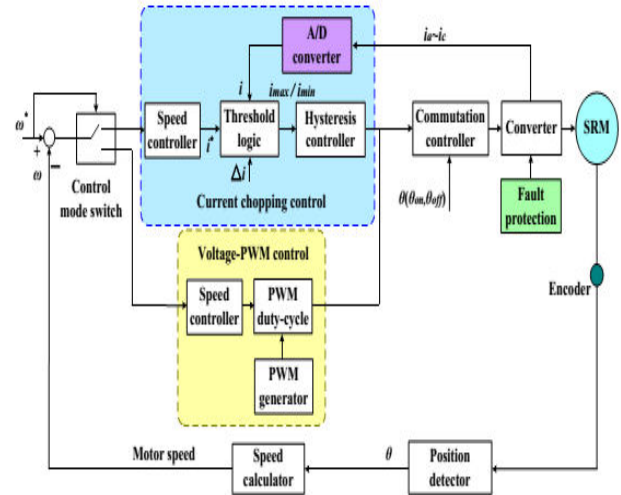 A/D
converter
ia~ic
i
imax/imin
ω*
+
ω
−
Control
mode switch
Speed
controller
i*
Threshold
logic
Hysteresis
controller
Δi
Current chopping control
Commutation
controller
θ(θon,θoff)
Converter
SRM
Fault
protection
Voltage-PWM control
Speed
controller
PWM
duty-cycle
PWM
generator
Encoder
Motor speed
Speed
calculator
θ
Position
detector